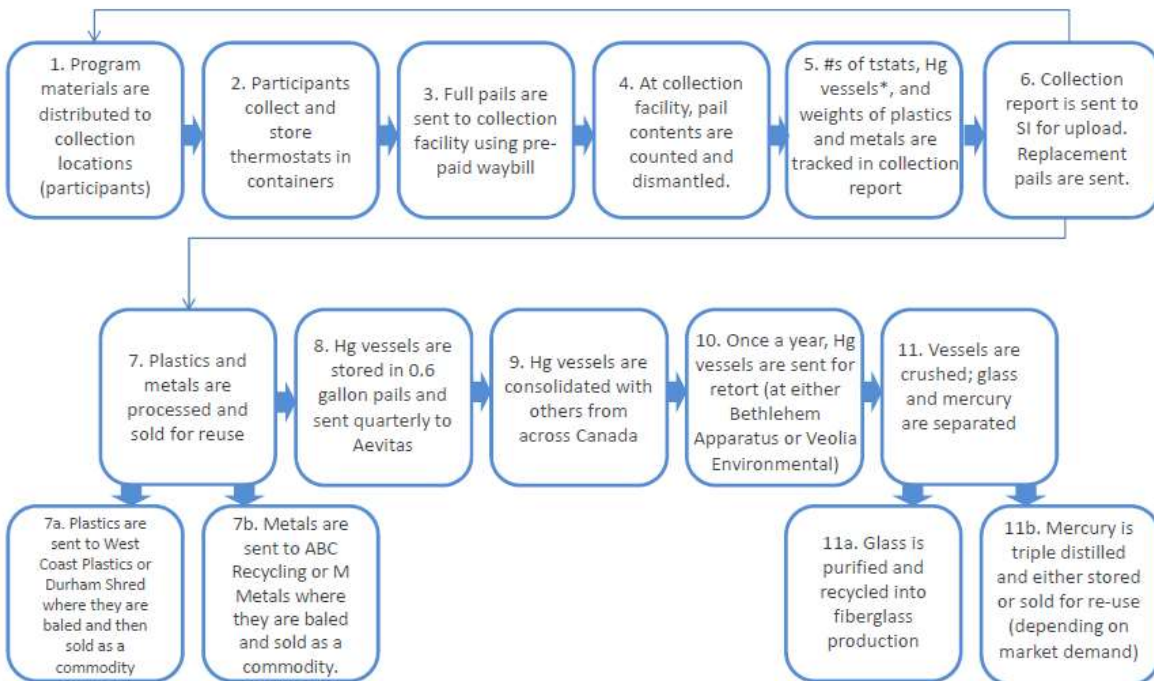 1. Program
materials are
distributed to
collection
locations
(participants)
2. Participants
collect and
store
thermostats in
containers
3. Full pails are
sent to collection
facility using pre-
paid waybill
4. At collection
facility, pail
contents are
counted and
dismantled.
5. #s of tstats, Hg
vessels*, and
weights of plastics
and metals are
tracked in collection
report
6. Collection
report is sent to
SI for upload.
Replacement
pails are sent.
7. Plastics and
metals are
processed and
sold for reuse
8. Hg vessels are
stored in 0.6
gallon pails and
sent quarterly to
Aevitas
9. Hg vessels are
consolidated with
others from
across Canada
10. Once a year, Hg
vessels are sent for
retort (at either
Bethlehem
Apparatus or Veolia
Environmental)
11. Vessels are
crushed; glass
and mercury
are separated
7a. Plastics are
sent to West
Coast Plastics or
Durham Shred
where they are
baled and then
sold as a
commodity
7b. Metals are
sent to ABC
Recycling or M
Metals where
they are baled
and sold as a
commodity.
11a. Glass is
purified and
recycled into
fiberglass
production
11b. Mercury is
triple distilled
and either stored
or sold for re-use
(depending on
market demand)